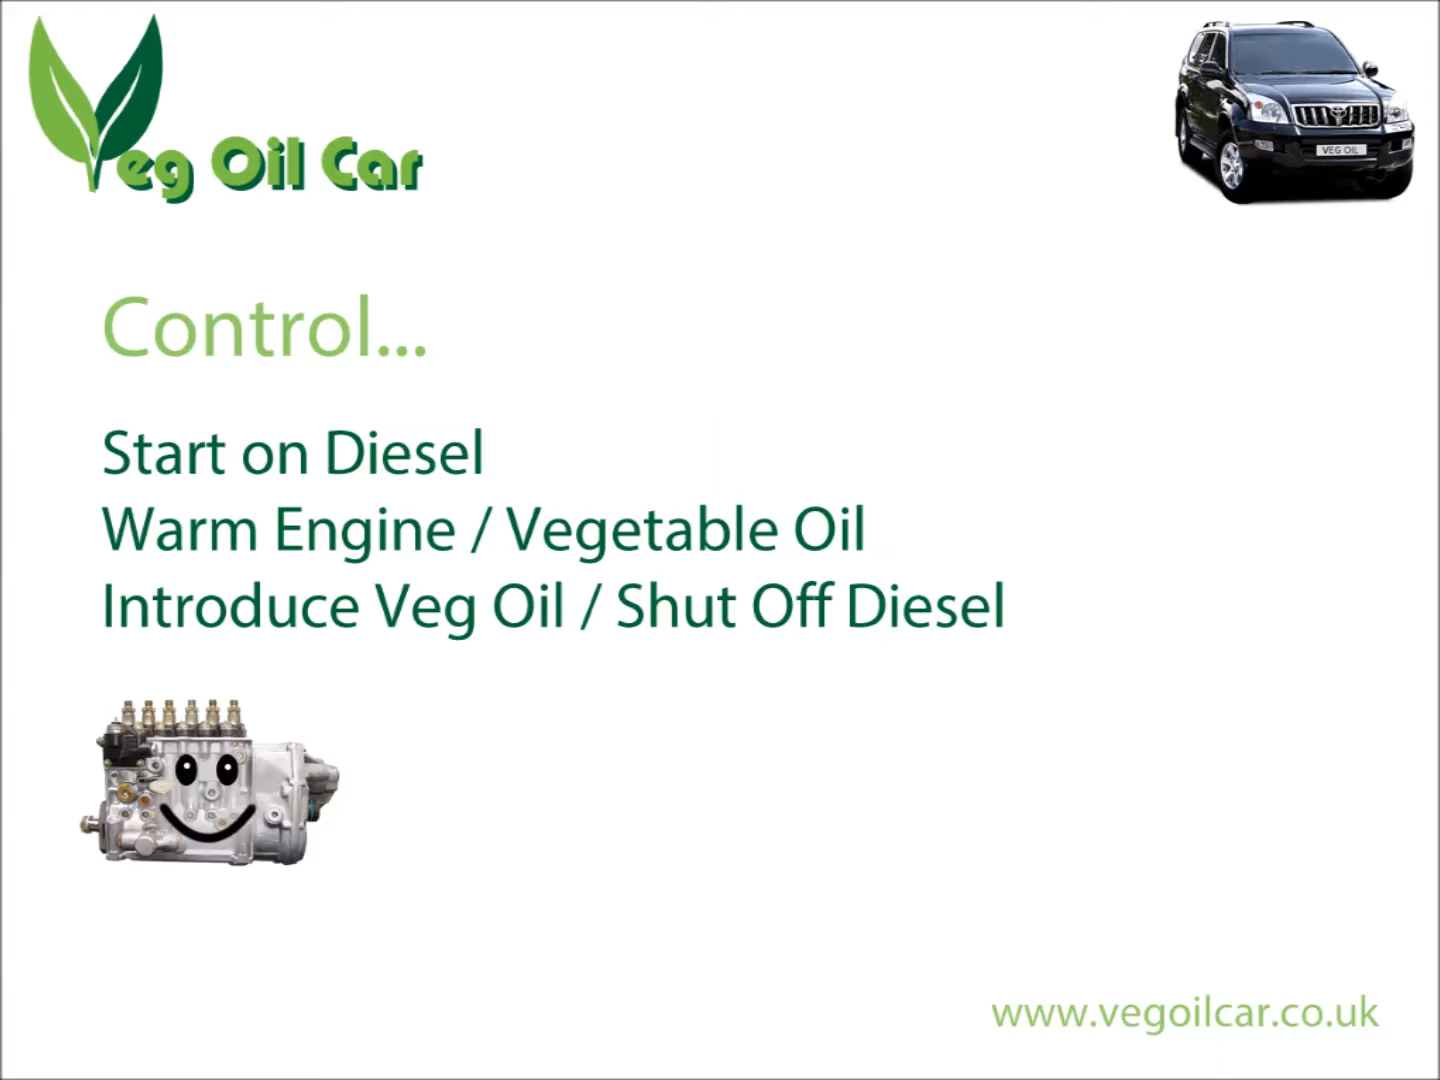 Veg Oil Car
VEG OIL
Control...
Start on Diesel
Warm Engine / Vegetable Oil
Introduce Veg Oil / Shut Off Diesel
www.vegoilcar.co.uk